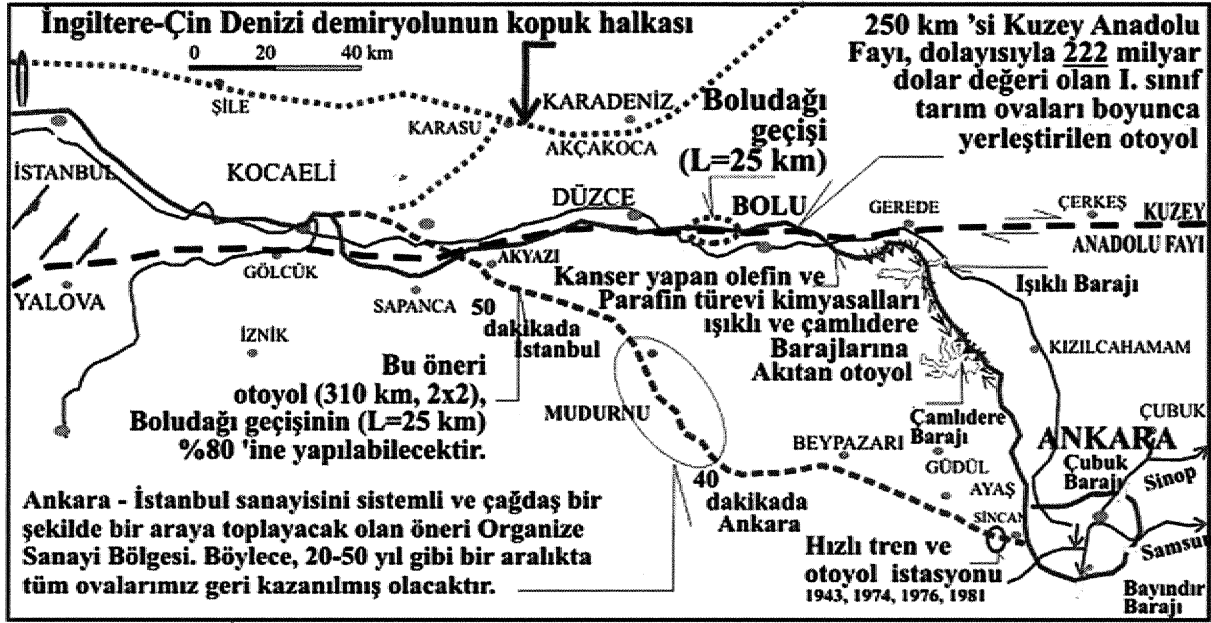 İngiltere-Çin Denizi demiryolunun kopuk halkası
0 20 40 km
250 km 'si Kuzey Anadolu
Fayı, dolayısıyla 222 milyar
dolar değeri olan I. sınıf
tarım ovaları boyunca
yerleştirilen otoyol
ŞİLE
KARASU
KARADENİZ
AKÇAKOCA
Boludağı
geçişi
(L=25 km)
İSTANBUL
KOCAELİ
DÜZCE
BOLU
GEREDE
ÇERKEŞ
KUZEY
ANADOLU FAYI
YALOVA
GÖLCÜK
SAPANCA
AKYAZI
İZNİK
50
dakikada
İstanbul
Kanser yapan olefin ve
Parafin türevi kimyasalları
ışıklı ve çamlıdere
Barajlarına
Akıtan otoyol
Işıklı Barajı
KIZILCAHAMAM
Bu öneri
otoyol (310 km, 2x2),
Boludağı geçişinin (L=25 km)
%80 'ine yapılabilecektir.
MUDURNU
Çamlıdere
Barajı
ÇUBUK
ANKARA
Çubuk
Barajı
Sinop
BEYPAZARI
GÜDÜL
AYAŞ
SİNCAN
40
dakikada
Ankara
Samsun
Ankara - İstanbul sanayisini sistemli ve çağdaş bir
şekilde bir araya toplayacak olan öneri Organize
Sanayi Bölgesi. Böylece, 20-50 yıl gibi bir aralıkta
tüm ovalarımız geri kazanılmış olacaktır.
Hızlı tren ve
otoyol istasyonu
1943, 1974, 1976, 1981
Bayındır
Barajı